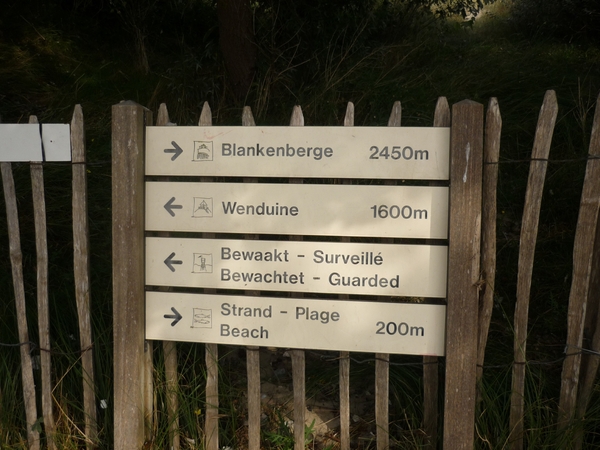 → Blankenberge 2450m
← Wenduine 1600m
← Bewaakt - Surveillé
Bewachtet - Guarded
→ Strand - Plage
Beach 200m